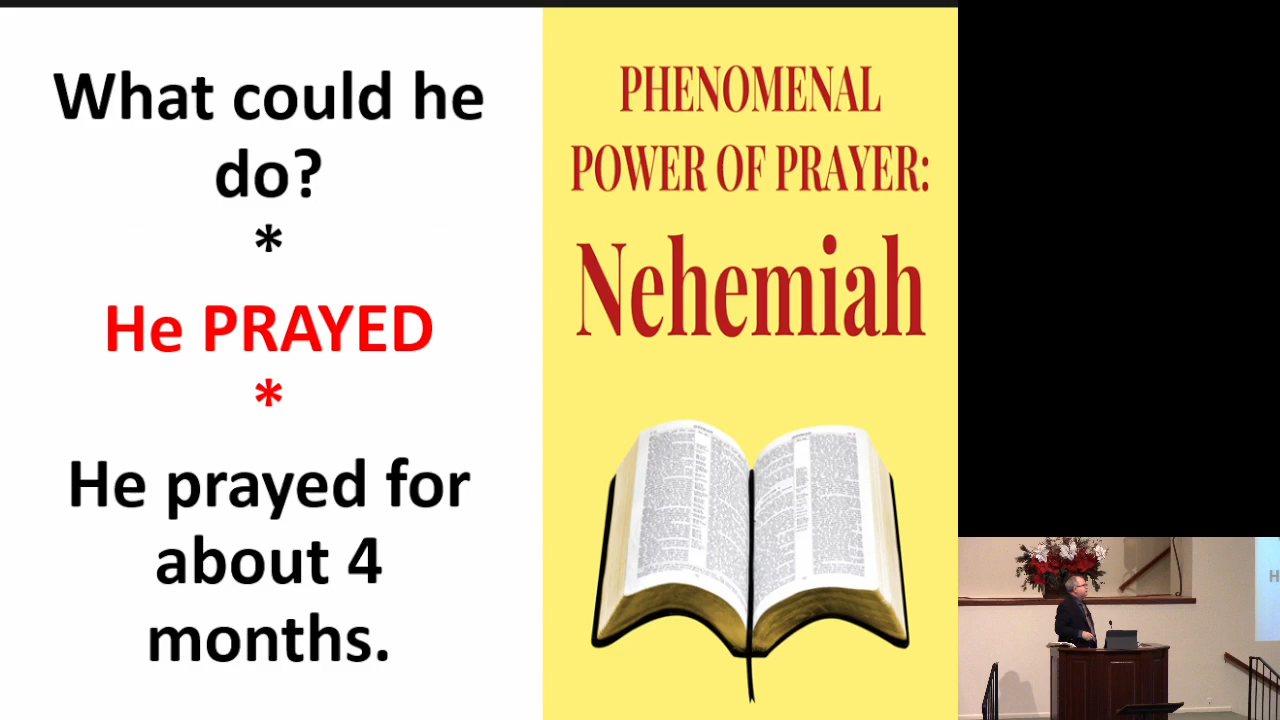 What could he
do?
*
He PRAYED
*
He prayed for
about 4
months.
PHENOMENAL
POWER OF PRAYER:
Nehemiah
H